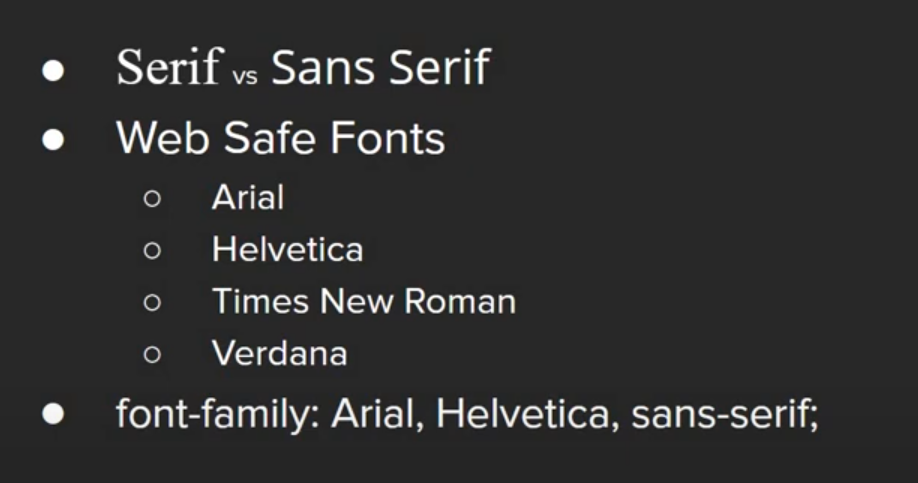 ● Serif vs Sans Serif
● Web Safe Fonts
○ Arial
○ Helvetica
○ Times New Roman
○ Verdana
● font-family: Arial, Helvetica, sans-serif;